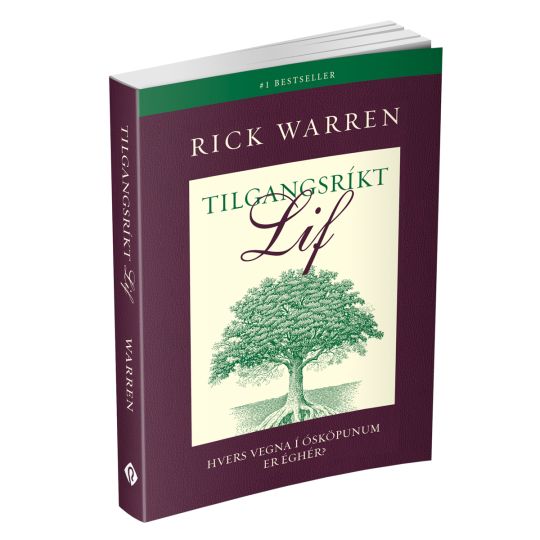 #1 BESTSELLER
RICK WARREN
TILGANGSRÍKT
Líf
HVERS VEGNA Í ÓSKÖPUNUM
ER ÉG HÉR?
TILGANGSRÍKT Líf
WARREN